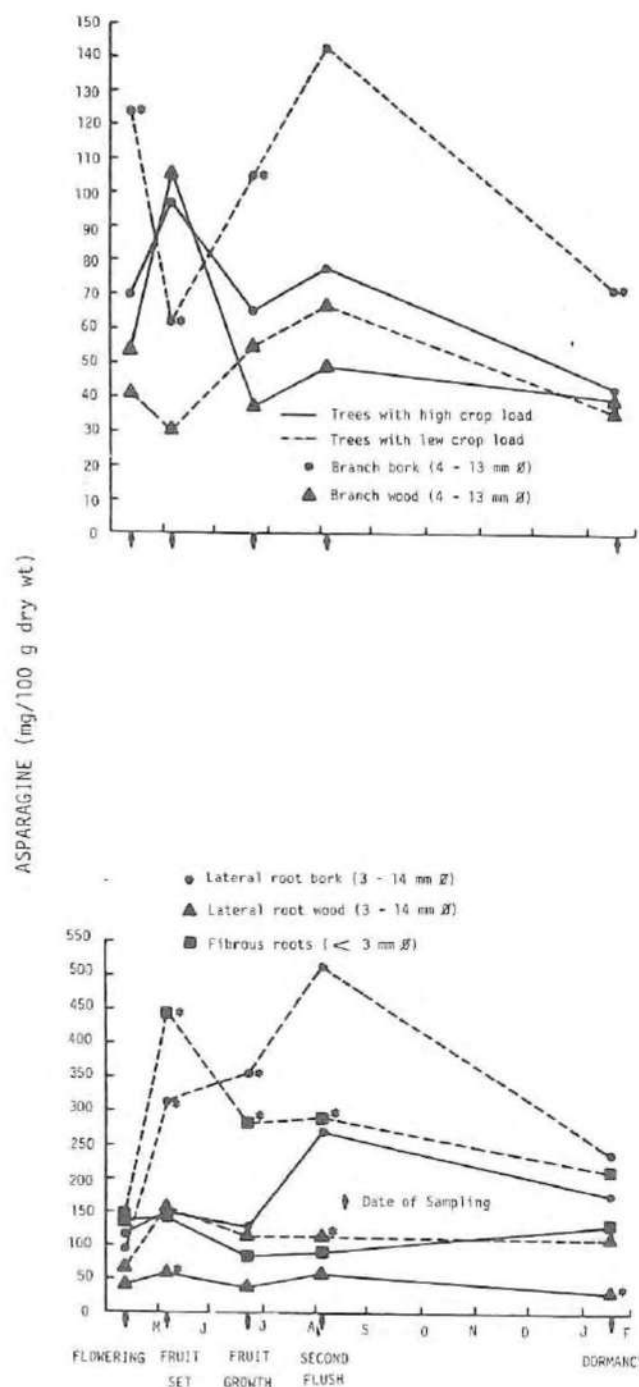 150
140
130
120
110
100
90
80
70
60
50
40
30
20
10
0
Trees with high crop load
Trees with lew crop load
Branch bork (4 - 13 mm Ø)
Branch wood (4 - 13 mm Ø)
ASPARAGINE (mg/100 g dry wt)
Lateral root bork (3 - 14 mm Ø)
Lateral root wood (3 - 14 mm Ø)
Fibrous roots (< 3 mm Ø)
550
500
450
400
350
300
250
200
150
100
50
0
Date of Sampling
M J J A S O N D J F
FLOWERING FRUIT SET FRUIT GROWTH SECOND FLUSH DORMANC